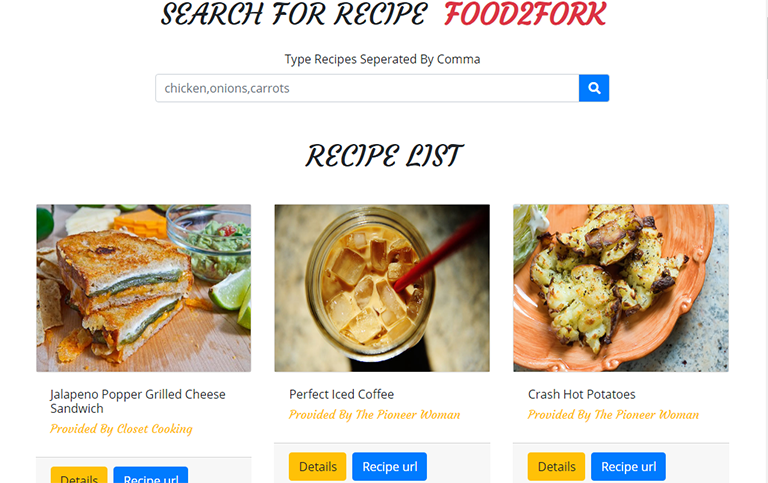 SEARCH FOR RECIPE FOOD2FORK
Type Recipes Seperated By Comma
chicken,onions,carrots
RECIPE LIST
Jalapeno Popper Grilled Cheese
Sandwich
Provided By Closet Cooking
Details
Recipe url
Perfect Iced Coffee
Provided By The Pioneer Woman
Details
Recipe url
Crash Hot Potatoes
Provided By The Pioneer Woman
Details
Recipe url